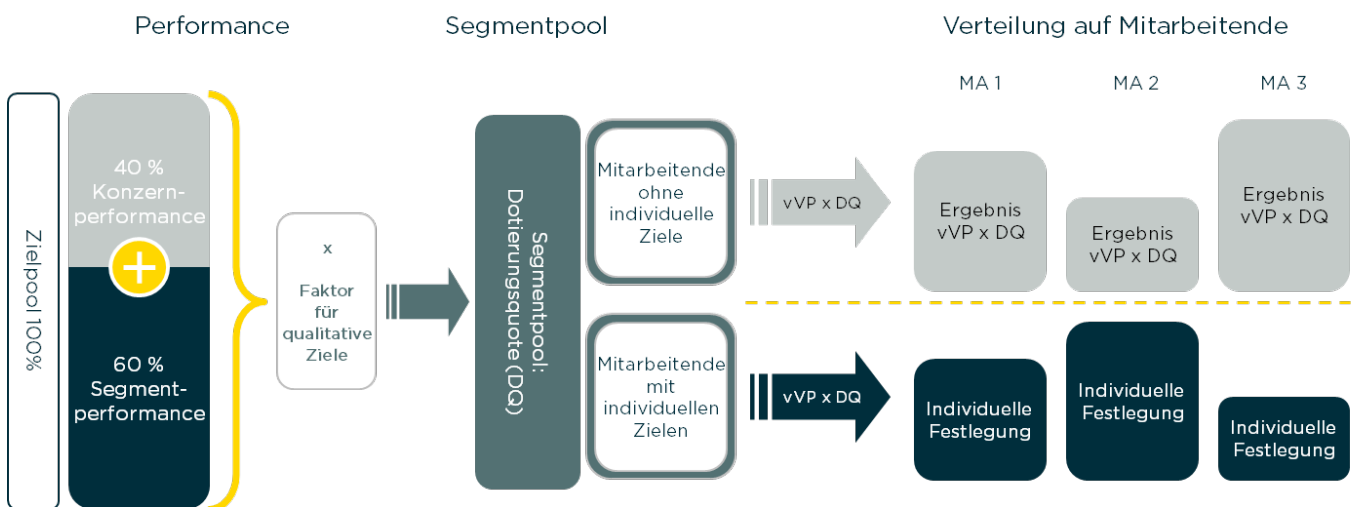 Performance
Segmentpool
Verteilung auf Mitarbeitende
MA 1
MA 2
MA 3
Zielpool 100%
40 %
Konzern-
performance
+
60 %
Segment-
performance
x
Faktor
für
qualitative
Ziele
Segmentpool:
Dotierungsquote (DQ)
Mitarbeitende
ohne
individuelle
Ziele
vVP x DQ
Ergebnis
vVP x DQ
Ergebnis
vVP x DQ
Ergebnis
vVP x DQ
Mitarbeitende
mit
individuellen
Zielen
vVP x DQ
Individuelle
Festlegung
Individuelle
Festlegung
Individuelle
Festlegung